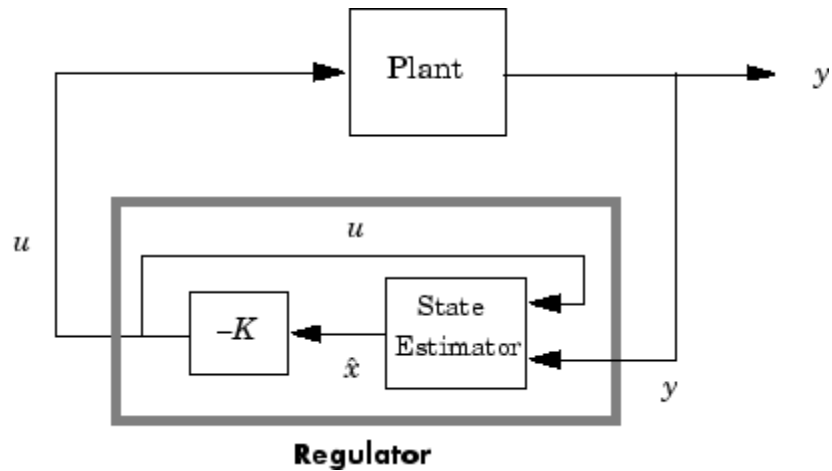 Plant
y
u
u
–K
x̂
State
Estimator
y
Regulator